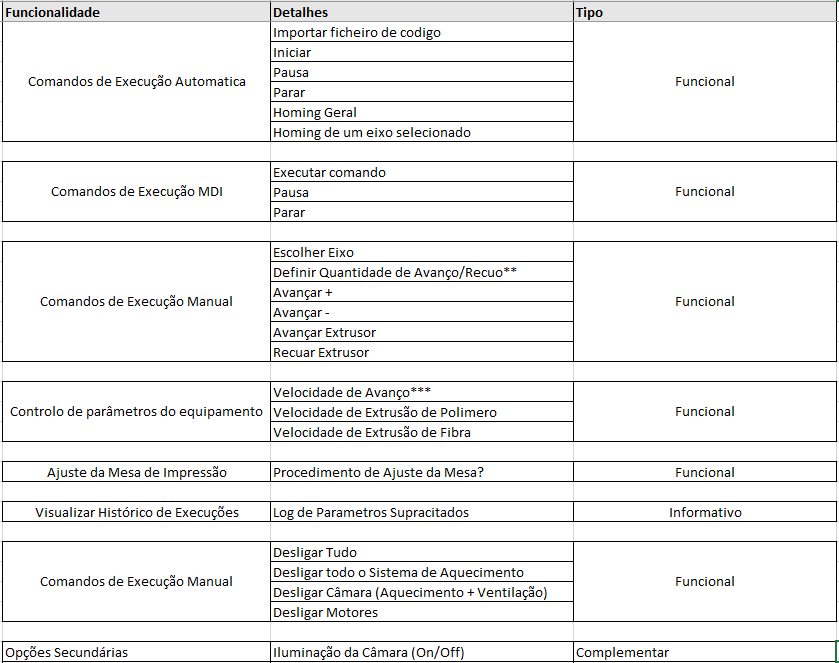 Funcionalidade Detalhes Tipo
Importar ficheiro de codigo
Iniciar
Pausa
Comandos de Execução Automatica Funcional
Parar
Homing Geral
Homing de um eixo selecionado
Executar comando
Comandos de Execução MDI Pausa Funcional
Parar
Escolher Eixo
Definir Quantidade de Avanço/Recuo**
Avançar +
Comandos de Execução Manual Funcional
Avançar -
Avançar Extrusor
Recuar Extrusor
Velocidade de Avanço***
Controlo de parâmetros do equipamento Velocidade de Extrusão de Polimero Funcional
Velocidade de Extrusão de Fibra
Ajuste da Mesa de Impressão Procedimento de Ajuste da Mesa? Funcional
Visualizar Histórico de Execuções Log de Parametros Supracitados Informativo
Desligar Tudo
Desligar todo o Sistema de Aquecimento
Comandos de Execução Manual Funcional
Desligar Câmara (Aquecimento + Ventilação)
Desligar Motores
Opções Secundárias Iluminação da Câmara (On/Off) Complementar